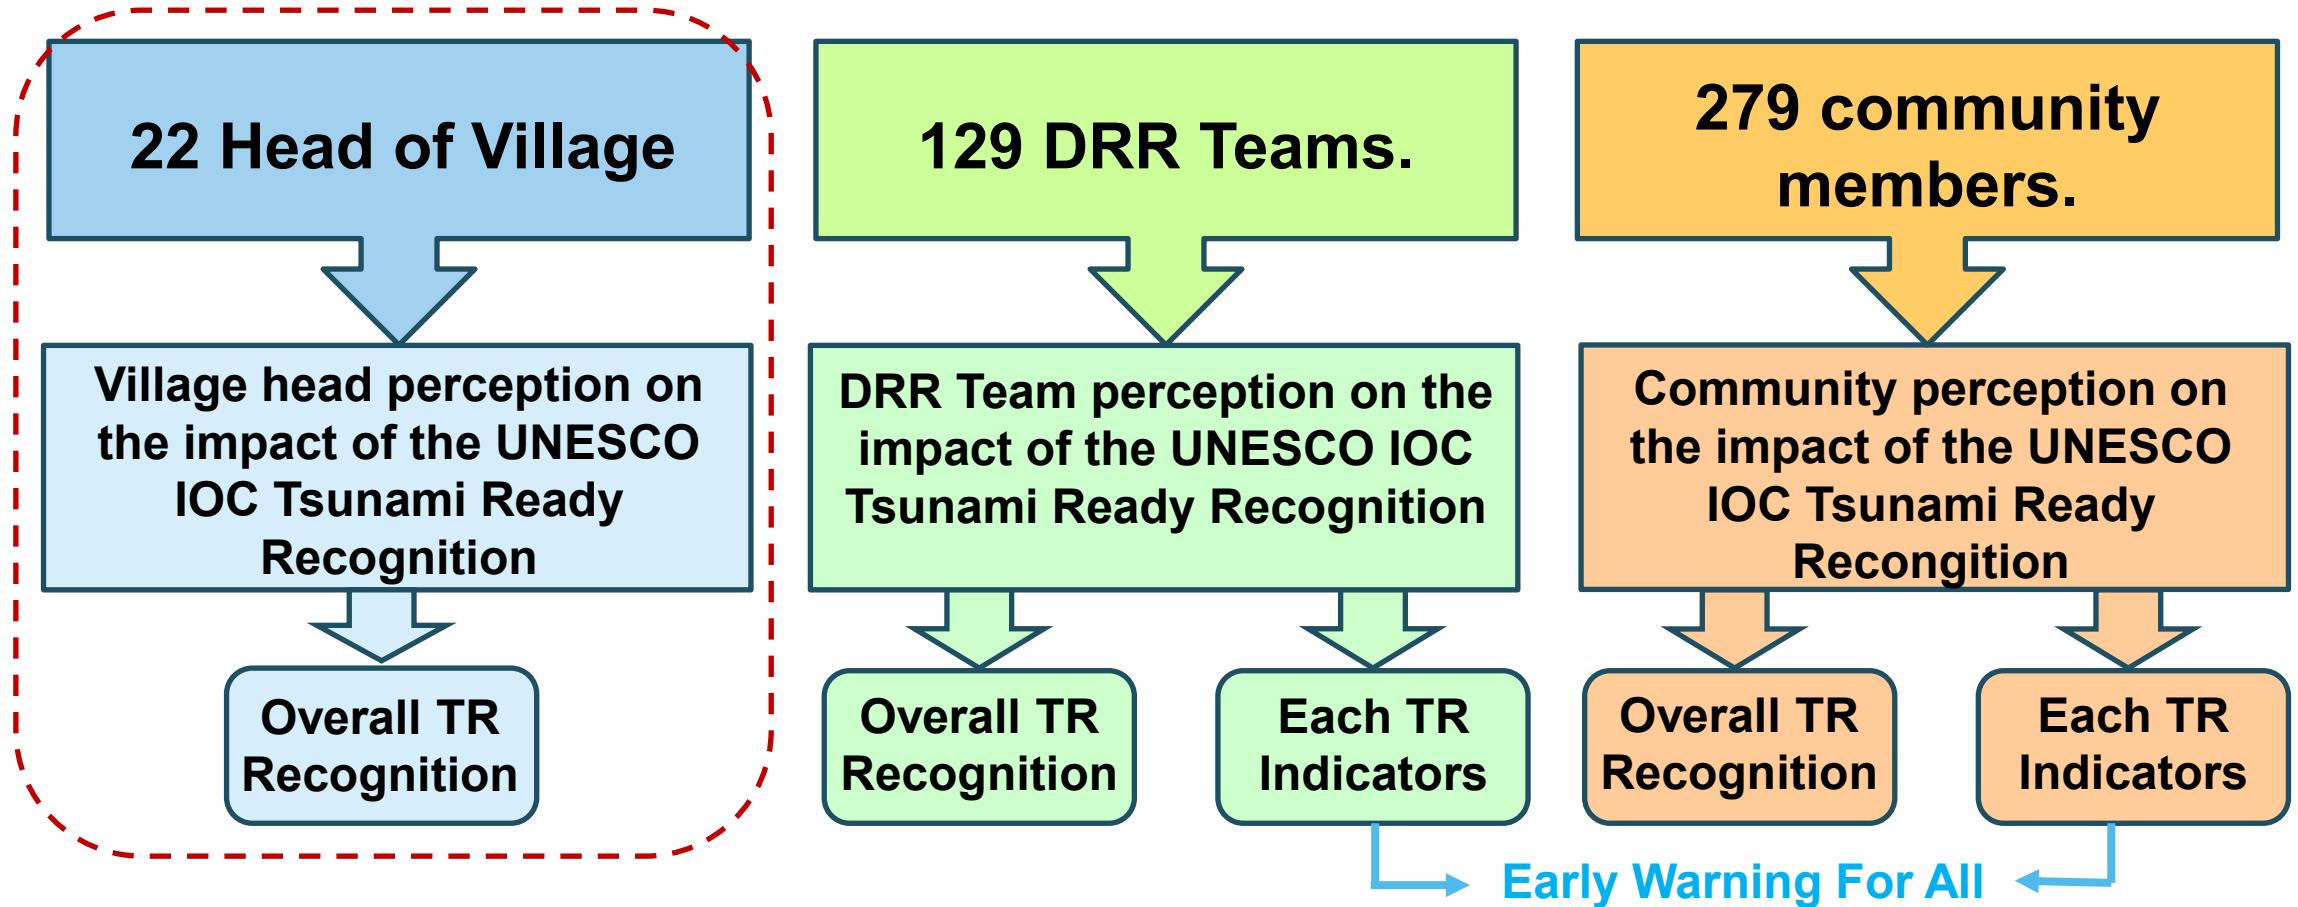 22 Head of Village
Village head perception on
the impact of the UNESCO
IOC Tsunami Ready
Recognition
Overall TR
Recognition
129 DRR Teams.
DRR Team perception on the
impact of the UNESCO IOC
Tsunami Ready Recognition
Overall TR
Recognition
Each TR
Indicators
279 community
members.
Community perception on
the impact of the UNESCO
IOC Tsunami Ready
Recongition
Overall TR
Recognition
Each TR
Indicators
Early Warning For All